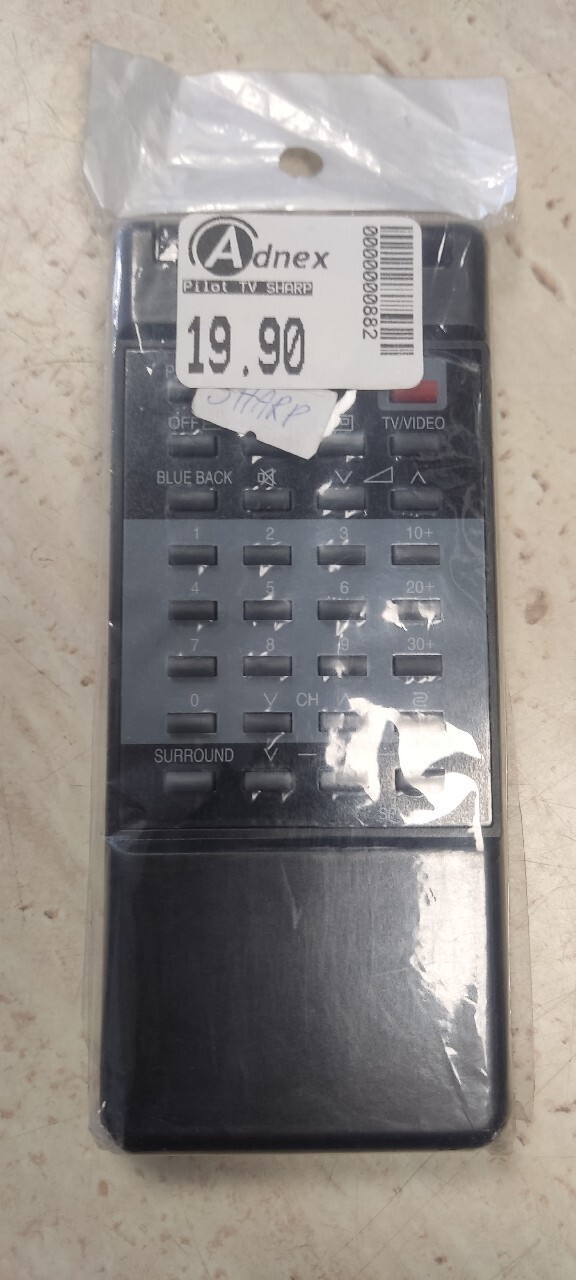 Adnex
Pilot TV SHARP
19.90
0000000882
SHARP
OFF
TV/VIDEO
BLUE BACK
1 2 3 10+
4 5 6 20+
7 8 9 30+
0 CH
SURROUND —